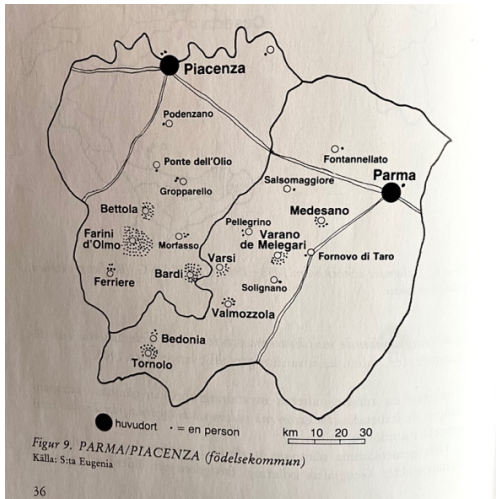 Piacenza
Podenzano
Fontannellato
Ponte dell'Olio
Parma
Salsomaggiore
Gropparello
Bettola
Medesano
Pellegrino
Farini
d'Olmo
Varano
de Melegari
Morfasso
Varsi
Fornovo di Taro
Bardi
Ferriere
Solignano
Valmozzola
Bedonia
Tornolo
huvudort
• = en person
km 10 20 30
Figur 9. PARMA/PIACENZA (födelsekommun)
Källa: S:ta Eugenia
36